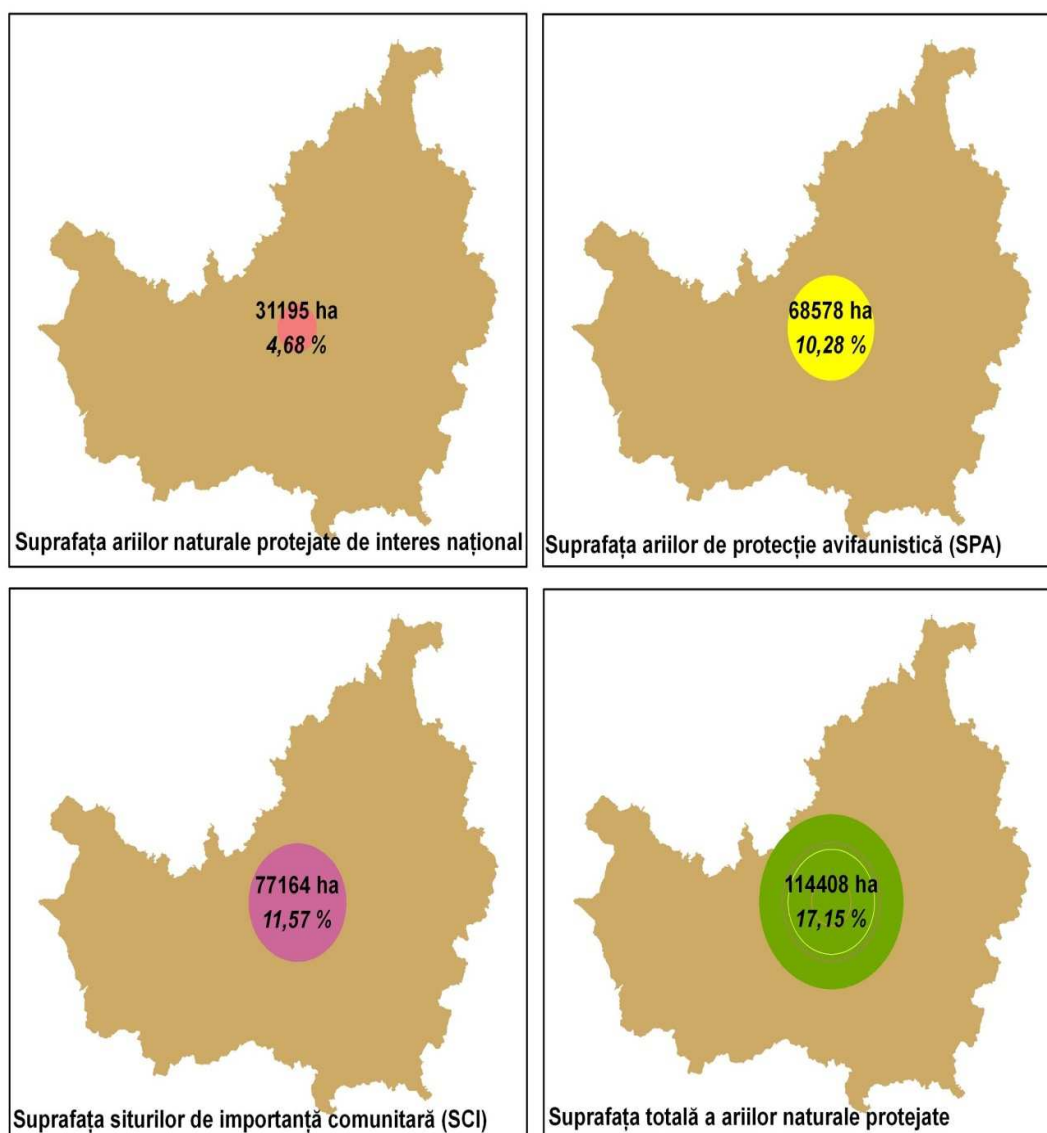 31195 ha
4,68 %
Suprafața ariilor naturale protejate de interes național
68578 ha
10,28 %
Suprafața ariilor de protecție avifaunistică (SPA)
77164 ha
11,57 %
Suprafața siturilor de importanță comunitară (SCI)
114408 ha
17,15 %
Suprafața totală a ariilor naturale protejate